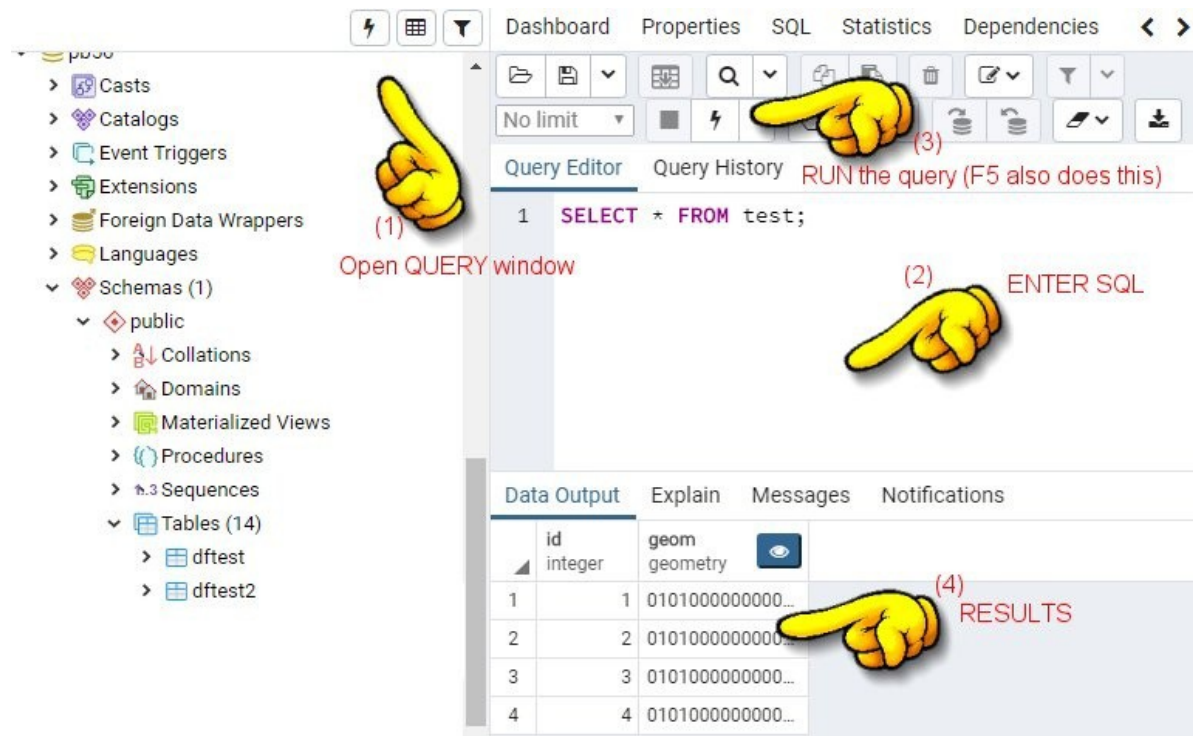 Dashboard Properties SQL Statistics Dependencies
Casts
Catalogs
Event Triggers
Extensions
Foreign Data Wrappers
Languages
Schemas (1)
public
Collations
Domains
Materialized Views
Procedures
1.3 Sequences
Tables (14)
dftest
dftest2
(1)
Open QUERY window
No limit
(3)
RUN the query (F5 also does this)
Query Editor Query History
1 SELECT * FROM test;
(2)
ENTER SQL
Data Output Explain Messages Notifications
id geom
integer geometry
1 1 0101000000000...
2 2 0101000000000...
3 3 0101000000000...
4 4 0101000000000...
(4)
RESULTS